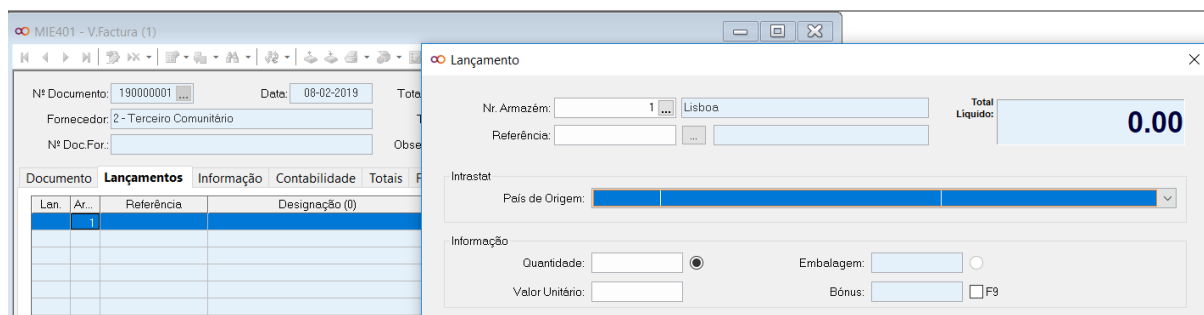 MIE401 - V.Factura (1)
Nº Documento: 190000001 ... Data: 08-02-2019 Tota
Fornecedor: 2 - Terceiro Comunitário T
Nº Doc.For.: Obse
Documento Lançamentos Informação Contabilidade Totais F
Lan. Ar... Referência Designação (0)
1
Lançamento
Nr. Armazém: 1 ... Lisboa
Referência: ...
Total
Líquido:
0.00
Intrastat
País de Origem:
Informação
Quantidade: Embalagem:
Valor Unitário: Bónus: F9